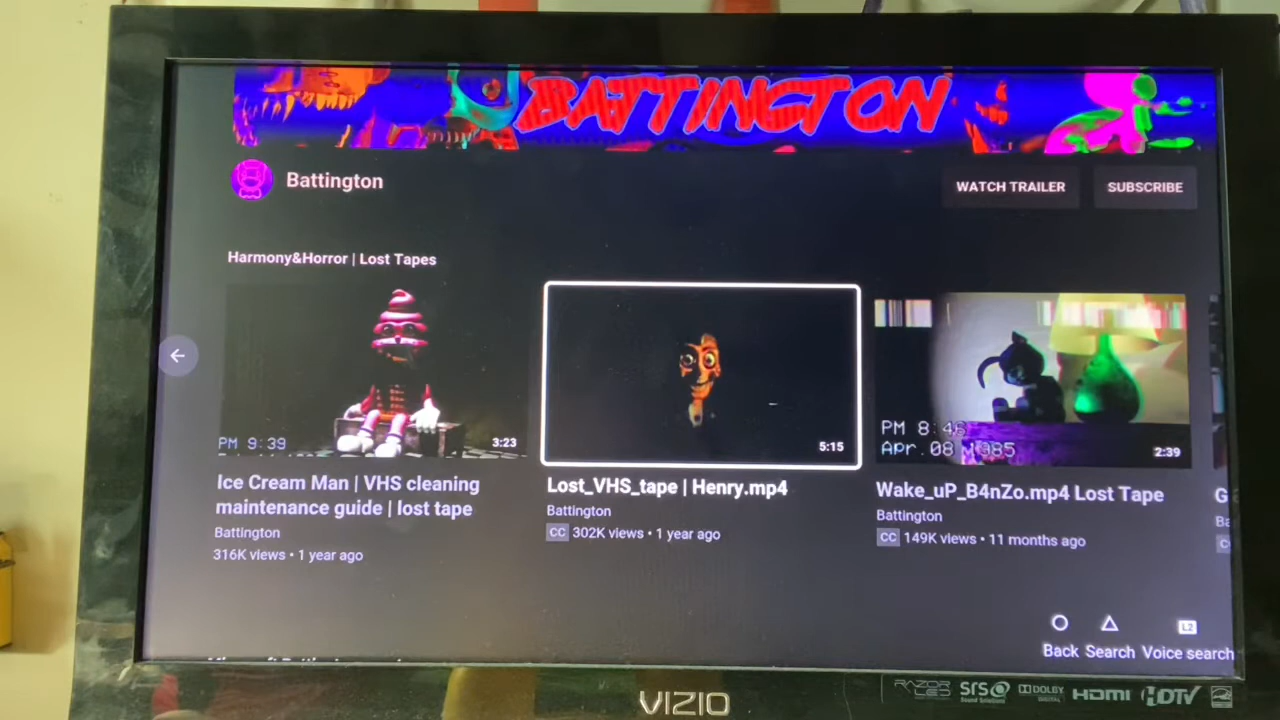 BATTINGTON
Battington
WATCH TRAILER
SUBSCRIBE
Harmony&Horror | Lost Tapes
PM 9:39
3:23
5:15
PM 8:46
Apr. 08 1985
2:39
Ice Cream Man | VHS cleaning
maintenance guide | lost tape
Battington
316K views • 1 year ago
Lost_VHS_tape | Henry.mp4
Battington
CC 302K views • 1 year ago
Wake_uP_B4nZo.mp4 Lost Tape
Battington
CC 149K views • 11 months ago
L2
Back Search Voice search
VIZIO
RAZOR LED
SRS
DOLBY DIGITAL
HDMI
HDTV